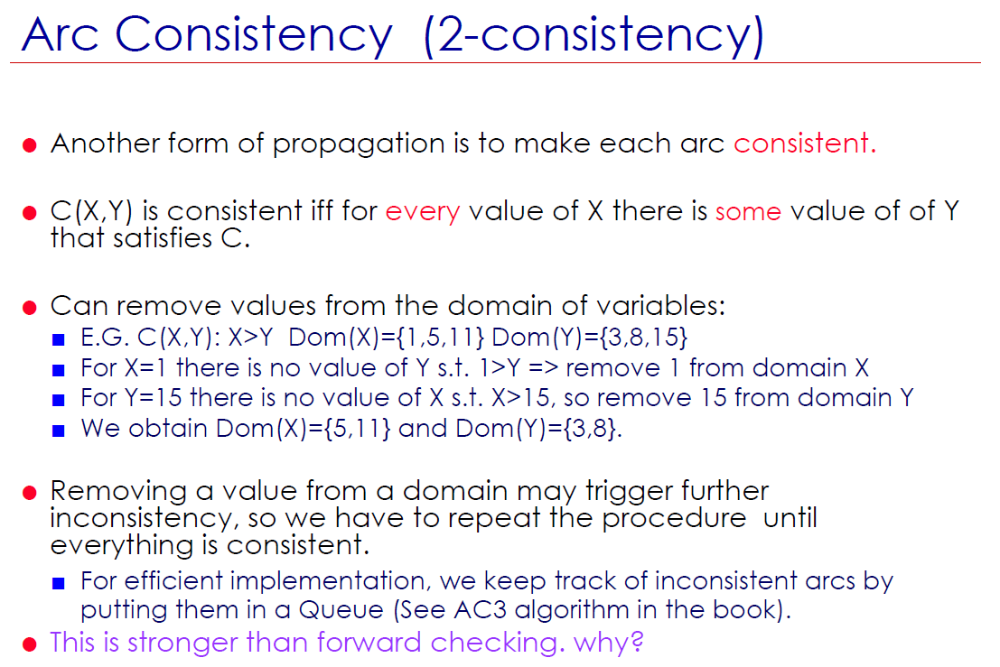 Arc Consistency (2-consistency)
Another form of propagation is to make each arc consistent.
C(X,Y) is consistent iff for every value of X there is some value of of Y
that satisfies C.
Can remove values from the domain of variables:
E.G. C(X,Y): X>Y Dom(X)={1,5,11} Dom(Y)={3,8,15}
For X=1 there is no value of Y s.t. 1>Y => remove 1 from domain X
For Y=15 there is no value of X s.t. X>15, so remove 15 from domain Y
We obtain Dom(X)={5,11} and Dom(Y)={3,8}.
Removing a value from a domain may trigger further
inconsistency, so we have to repeat the procedure until
everything is consistent.
For efficient implementation, we keep track of inconsistent arcs by
putting them in a Queue (See AC3 algorithm in the book).
This is stronger than forward checking. why?